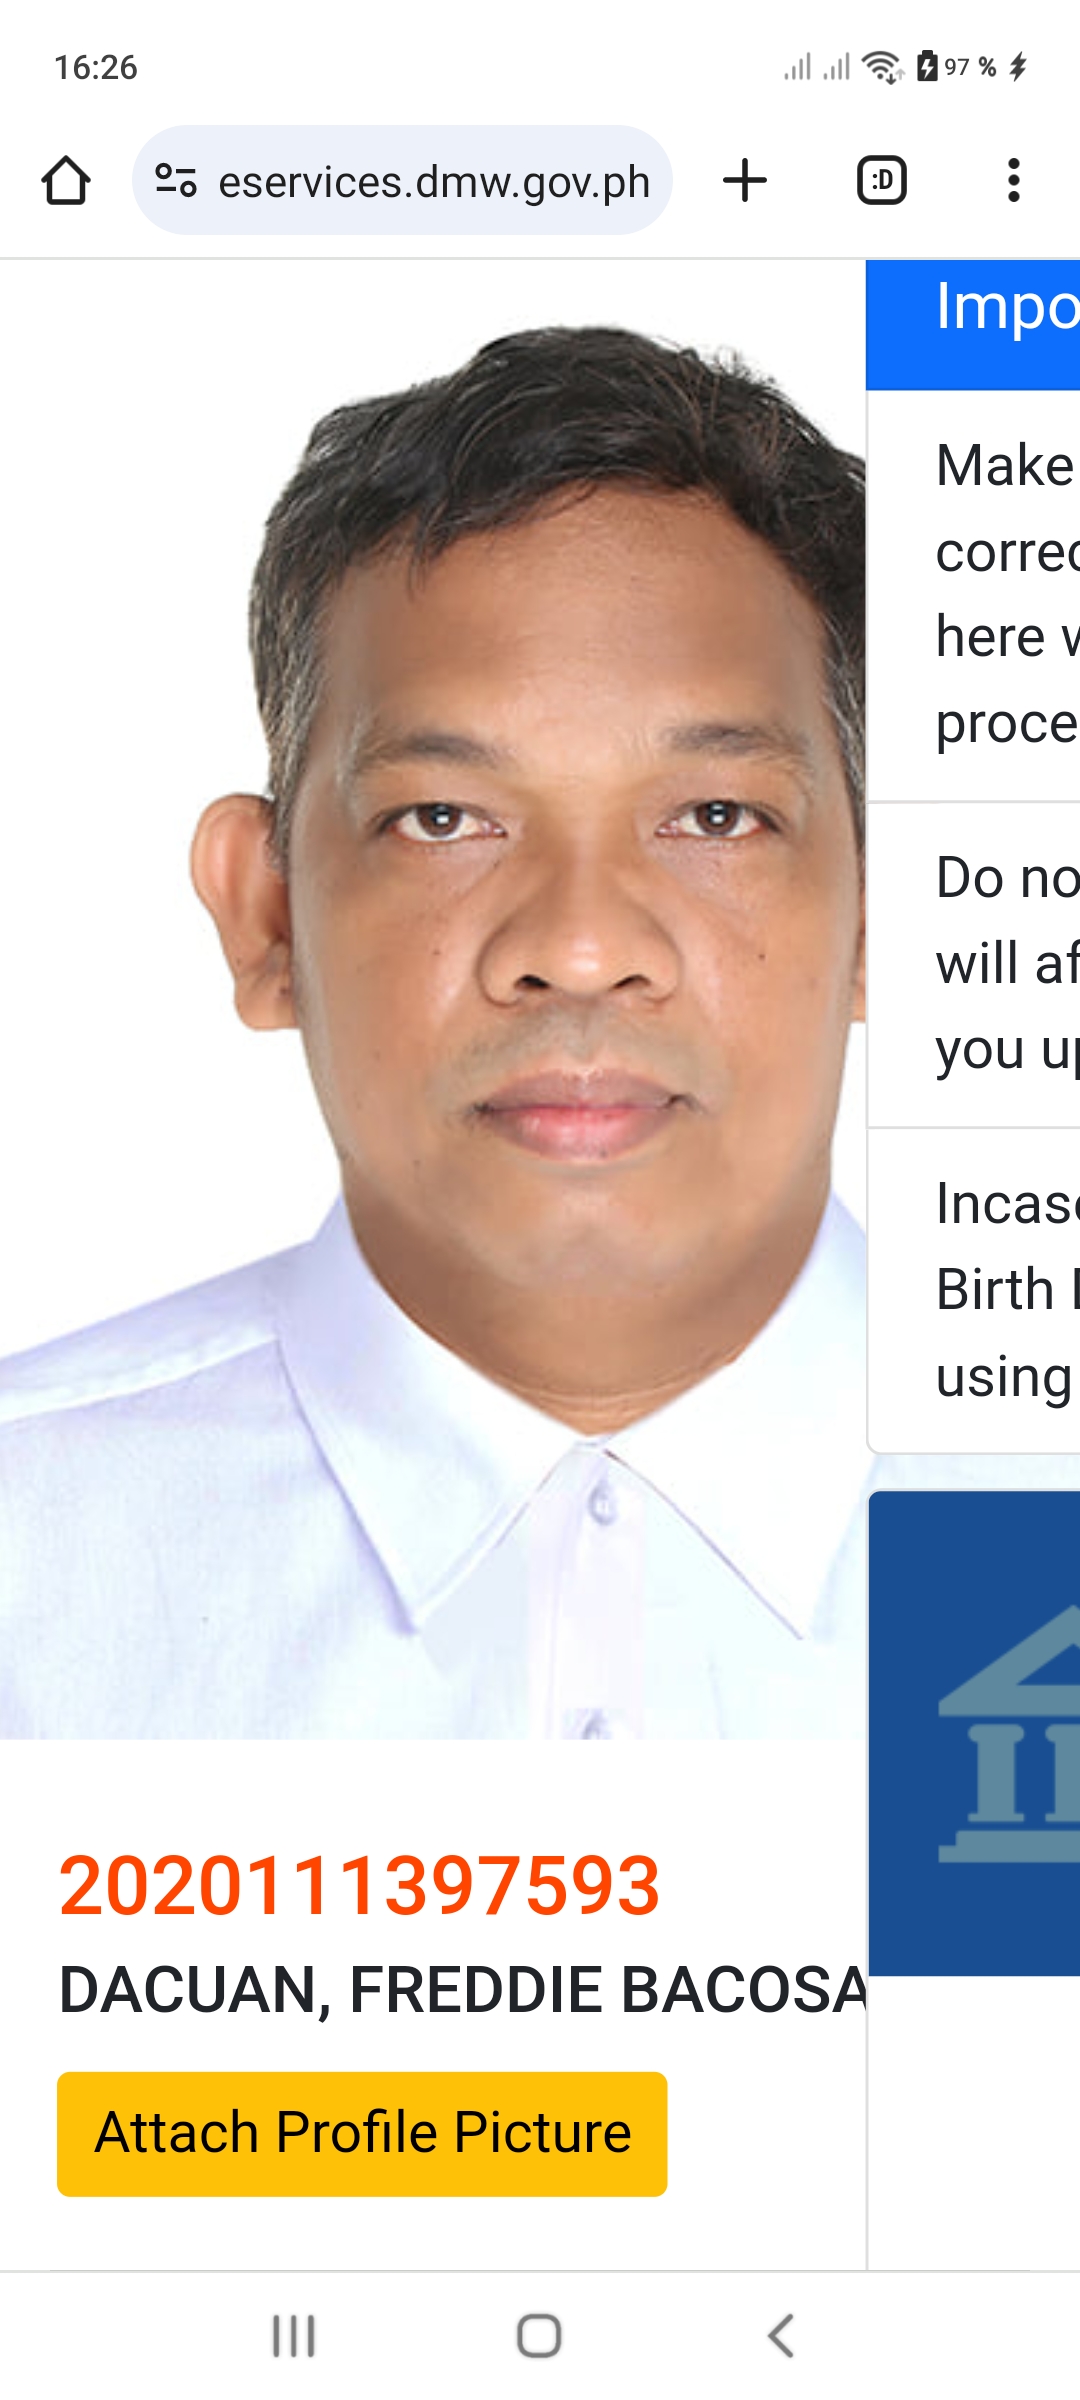 16:26
97 %
eservices.dmw.gov.ph
:D
Impo
Make
correc
here
proce
Do no
will af
you up
Incase
Birth
using
2020111397593
DACUAN, FREDDIE BACOSA
Attach Profile Picture